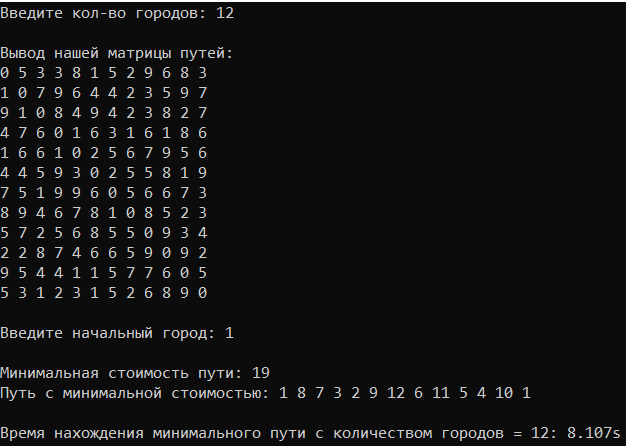 Введите кол-во городов: 12
Вывод нашей матрицы путей:
0 5 3 3 8 1 5 2 9 6 8 3
1 0 7 9 6 4 4 2 3 5 9 7
9 1 0 8 4 9 4 2 3 8 2 7
4 7 6 0 1 6 3 1 6 1 8 6
1 6 6 1 0 2 5 6 7 9 5 6
4 4 5 9 3 0 2 5 5 8 1 9
7 5 1 9 9 6 0 5 6 6 7 3
8 9 4 6 7 8 1 0 8 5 2 3
5 7 2 5 6 8 5 5 0 9 3 4
2 2 8 7 4 6 6 5 9 0 9 2
9 5 4 4 1 1 5 7 7 6 0 5
5 3 1 2 3 1 5 2 6 8 9 0
Введите начальный город: 1
Минимальная стоимость пути: 19
Путь с минимальной стоимостью: 1 8 7 3 2 9 12 6 11 5 4 10 1
Время нахождения минимального пути с количеством городов = 12: 8.107s